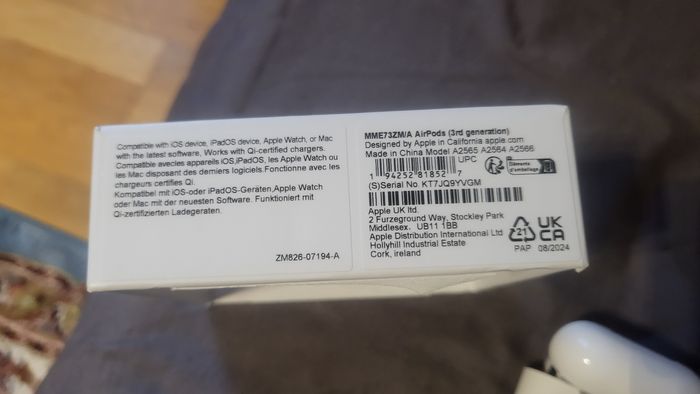 Compatible with iOS device, iPadOS device, Apple Watch, or Mac
with the latest software, Works with Qi-certified chargers.
Compatible avecles appareils iOS,iPadOS, les Apple Watch ou
les Mac disposant des derniers logiciels.Fonctionne avec les
chargeurs certifies Qi.
Kompatibel mit iOS-oder iPadOS-Geräten,Apple Watch
oder Mac mit der neuesten Software. Funktioniert mit
Qi-zertifizierten Ladegeraten.
ZM826-07194-A
MME73ZM/A AirPods (3rd generation)
Designed by Apple in California apple.com
Made in China Model A2565 A2564 A2566
UPC
1 94252 81852 7
Éléments
d'emballage
(S)Serial No. KT7JQ9YVGM
Apple UK ltd
2 Furzeground Way, Stockley Park
Middlesex. UB11 1BB
Apple Distribution International Ltd
Hollyhill Industrial Estate
Cork, ireland
21
PAP
UK
CA
08/2024